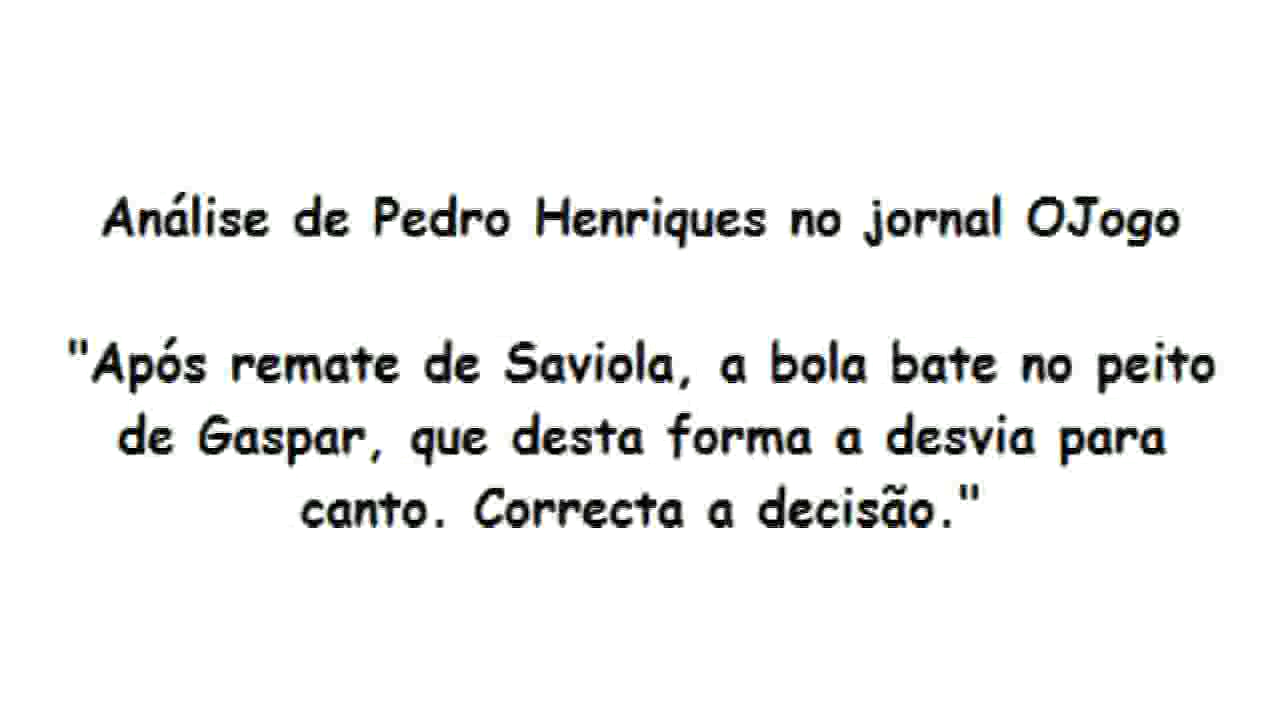 Análise de Pedro Henriques no jornal OJogo
"Após remate de Saviola, a bola bate no peito
de Gaspar, que desta forma a desvia para
canto. Correcta a decisão."